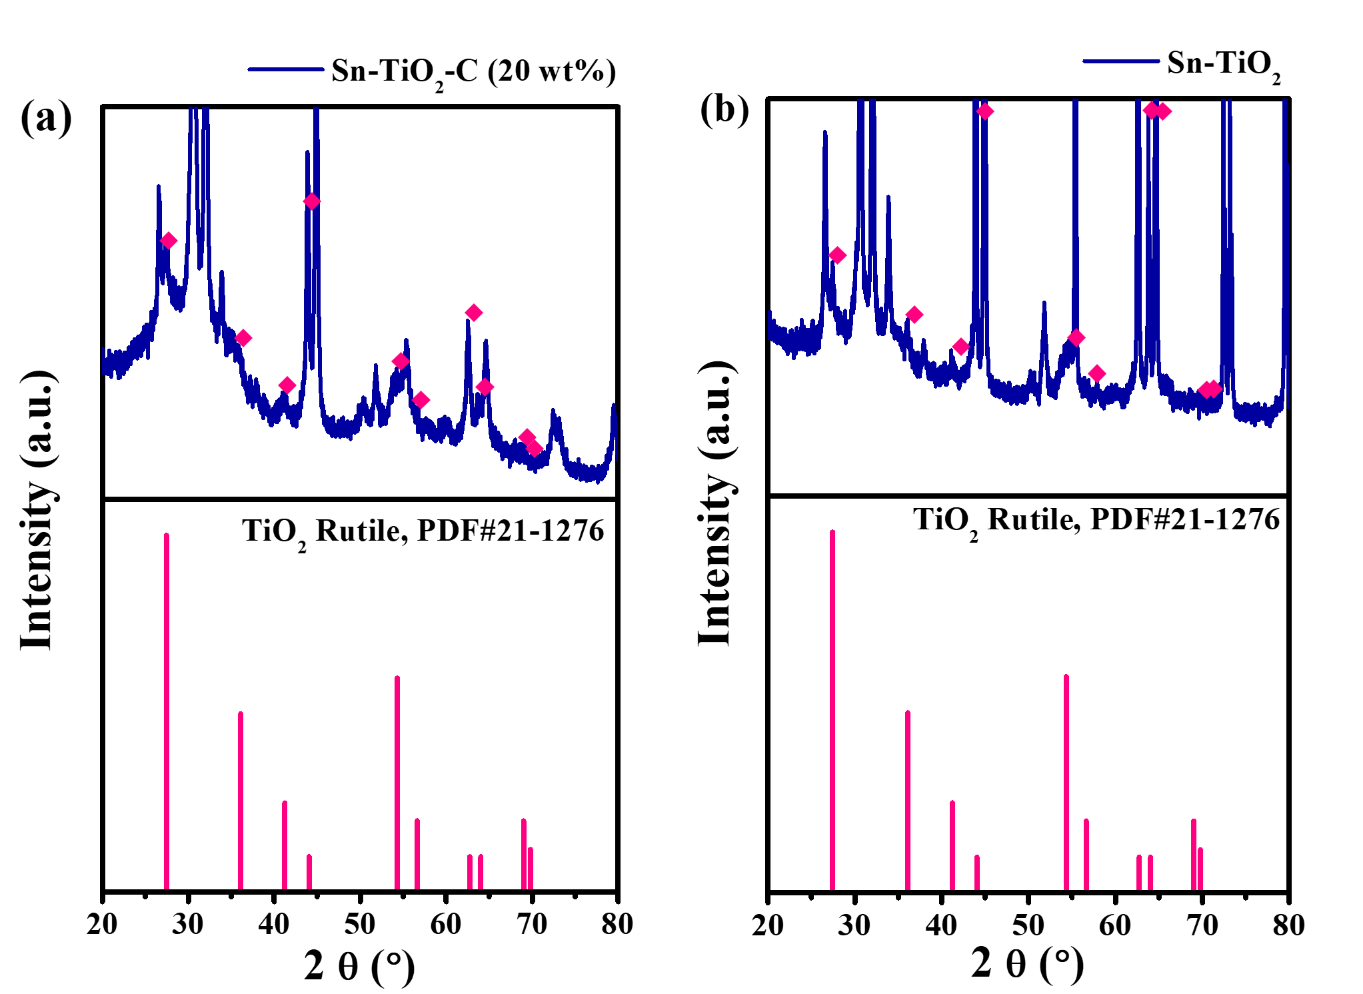 (a)
Sn-TiO₂-C (20 wt%)
Intensity (a.u.)
TiO₂ Rutile, PDF#21-1276
20 30 40 50 60 70 80
2 θ (°)
(b)
Sn-TiO₂
Intensity (a.u.)
TiO₂ Rutile, PDF#21-1276
20 30 40 50 60 70 80
2 θ (°)